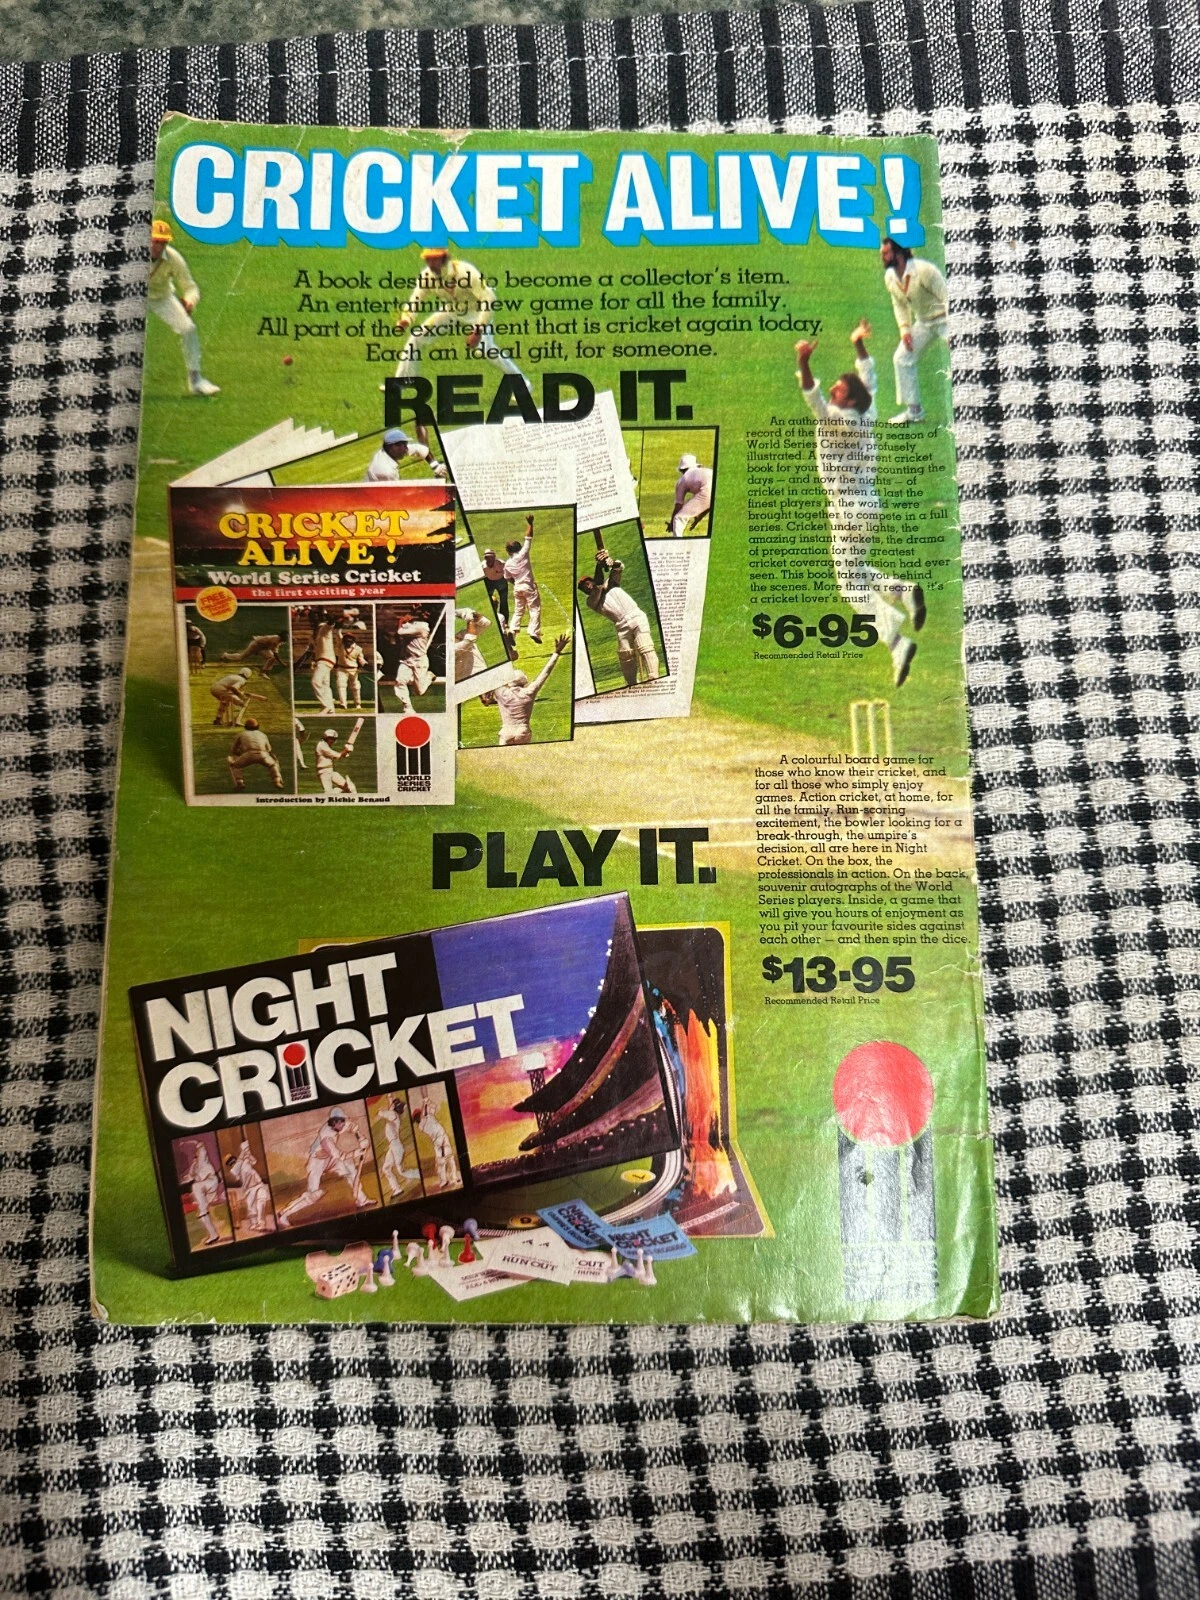 CRICKET ALIVE!
A book destined to become a collector's item.
An entertaining new game for all the family.
All part of the excitement that is cricket again today.
Each an ideal gift, for someone.
READ IT.
An authoritative historical
record of the first exciting season of
World Series Cricket, profusely
illustrated. A very different cricket
book for your library, recounting the
days — and now the nights — of
cricket in action when at last the
finest players in the world were
brought together to compete in a full
series. Cricket under lights, the
amazing instant wickets, the drama
of preparation for the greatest
cricket coverage television had ever
seen. This book takes you behind
the scenes. More than a record, it's
a cricket lover's must!
$6·95
Recommended Retail Price
CRICKET
ALIVE!
World Series Cricket
the first exciting year
FREE
WORLD
SERIES
CRICKET
Introduction by Richie Benaud
PLAY IT.
A colourful board game for
those who know their cricket, and
for all those who simply enjoy
games. Action cricket, at home, for
all the family. Run-scoring
excitement, the bowler looking for a
break-through, the umpire's
decision, all are here in Night
Cricket. On the box, the
professionals in action. On the back,
souvenir autographs of the World
Series players. Inside, a game that
will give you hours of enjoyment as
you pit your favourite sides against
each other — and then spin the dice.
$13·95
Recommended Retail Price
NIGHT
CRICKET
NIGHT
CRICKET
NIGHT
CRICKET
RUN OUT
OUT